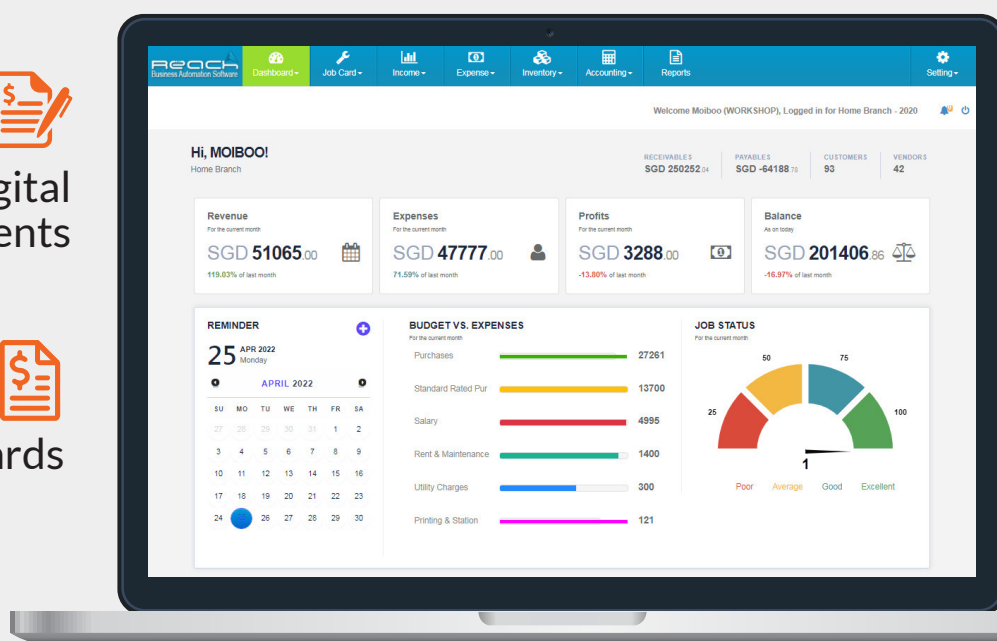 $
gital
ents
$
ards
Reach
Business Automation Software
Dashboard
Job Card
Income
Expense
Inventory
Accounting
Reports
Setting
Welcome Moiboo (WORKSHOP), Logged in for Home Branch - 2020
Hi, MOIBOO!
Home Branch
RECEIVABLES
SGD 250252.04
PAYABLES
SGD -64188.78
CUSTOMERS
93
VENDORS
42
Revenue
For the current month
SGD 51065.00
119.83% of last month
Expenses
For the current month
SGD 47777.00
71.59% of last month
Profits
For the current month
SGD 3288.00
-13.80% of last month
Balance
As on today
SGD 201406.86
-16.97% of last month
REMINDER
25 APR 2022
Monday
APRIL 2022
SU MO TU WE TH FR SA
27 28 29 30 31 1 2
3 4 5 6 7 8 9
10 11 12 13 14 15 16
17 18 19 20 21 22 23
24 25 26 27 28 29 30
BUDGET VS. EXPENSES
For the current month
Purchases 27261
Standard Rated Pur 13700
Salary 4995
Rent & Maintenance 1400
Utility Charges 300
Printing & Station 121
JOB STATUS
For the current month
25
50
75
100
1
Poor Average Good Excellent